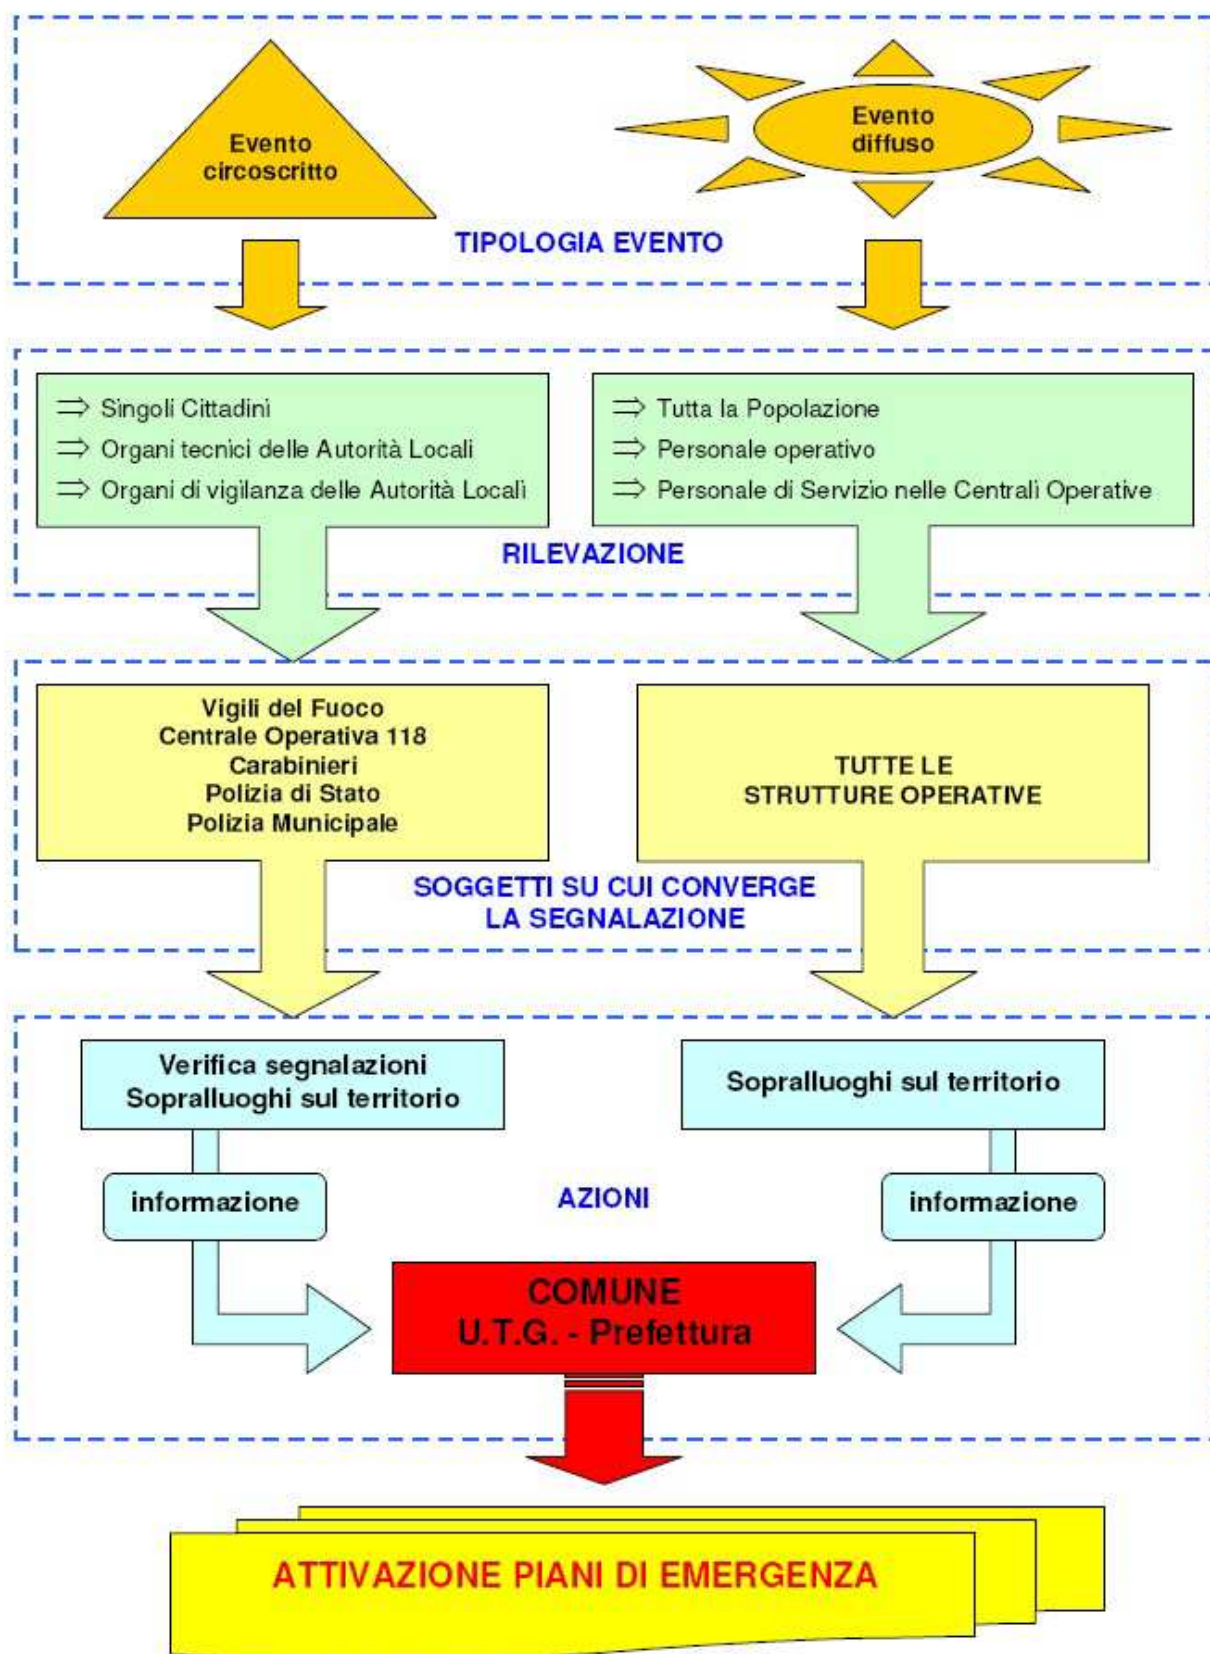 Evento
circoscritto
Evento
diffuso
TIPOLOGIA EVENTO
⇒ Singoli Cittadini
⇒ Organi tecnici delle Autorità Locali
⇒ Organi di vigilanza delle Autorità Locali
⇒ Tutta la Popolazione
⇒ Personale operativo
⇒ Personale di Servizio nelle Centrali Operative
RILEVAZIONE
Vigili del Fuoco
Centrale Operativa 118
Carabinieri
Polizia di Stato
Polizia Municipale
TUTTE LE
STRUTTURE OPERATIVE
SOGGETTI SU CUI CONVERGE
LA SEGNALAZIONE
Verifica segnalazioni
Sopralluoghi sul territorio
Sopralluoghi sul territorio
informazione
AZIONI
informazione
COMUNE
U.T.G. - Prefettura
ATTIVAZIONE PIANI DI EMERGENZA